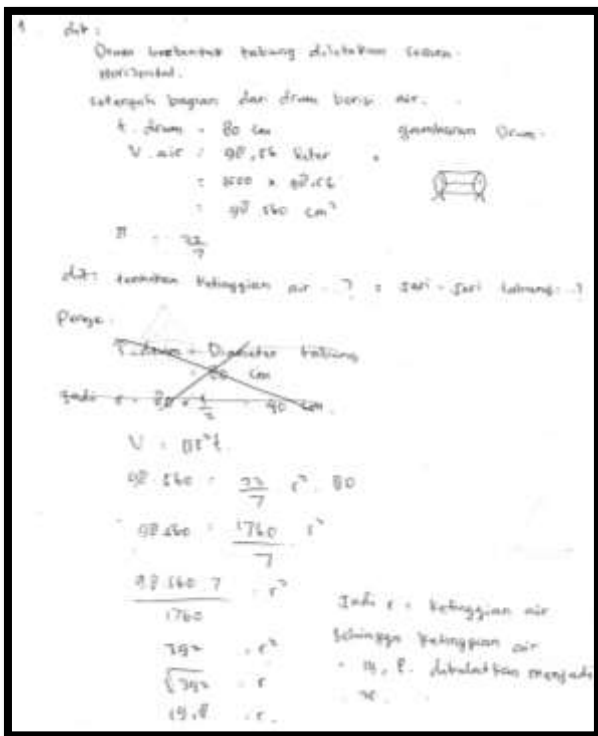 1. dik :
Drum berbentuk tabung diletakkan secara
Horizontal.
setengah bagian dari drum berisi air.
t. drum = 80 cm
gambaran Drum.
V. air = 98,56 liter
= 1000 x 98,56
= 98.560 cm³
π = 22/7
dit: tentukan ketinggian air ..? = jari-jari tabung..?
Penye.
T. drum = Diameter tabung
= 80 cm
jadi r = 80 x 1/2 = 40 cm.
V = πr²t.
98.560 = 22/7 r². 80
98.560 = 1760/7 r²
98.560.7/1760 = r²
392 = r²
√392 = r
19,8 = r.
Jadi r = ketinggian air
Sehingga ketinggian air
= 19,8. dibulatkan menjadi